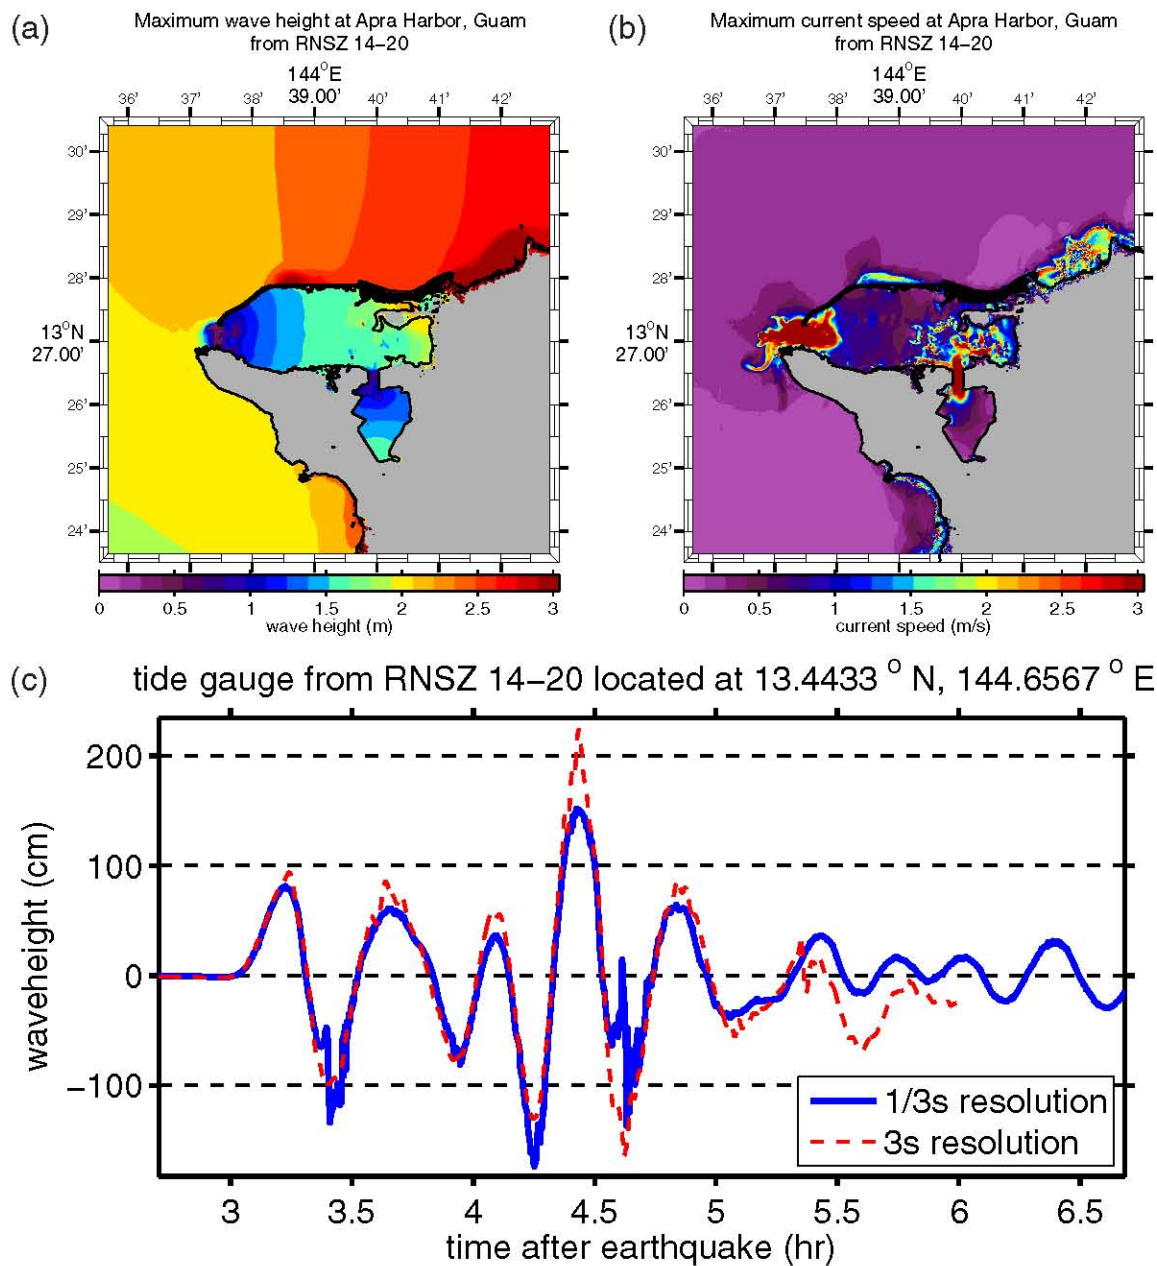 (a)
Maximum wave height at Apra Harbor, Guam
from RNSZ 14–20
144°E
36' 37' 38' 39.00' 40' 41' 42'
30'
29'
28'
13°N
27.00'
26'
25'
24'
0 0.5 1 1.5 2 2.5 3
wave height (m)
(b)
Maximum current speed at Apra Harbor, Guam
from RNSZ 14–20
144°E
36' 37' 38' 39.00' 40' 41' 42'
30'
29'
28'
13°N
27.00'
26'
25'
24'
0 0.5 1 1.5 2 2.5 3
current speed (m/s)
(c) tide gauge from RNSZ 14–20 located at 13.4433 ° N, 144.6567 ° E
200
100
0
−100
waveheight (cm)
1/3s resolution
3s resolution
3 3.5 4 4.5 5 5.5 6 6.5
time after earthquake (hr)